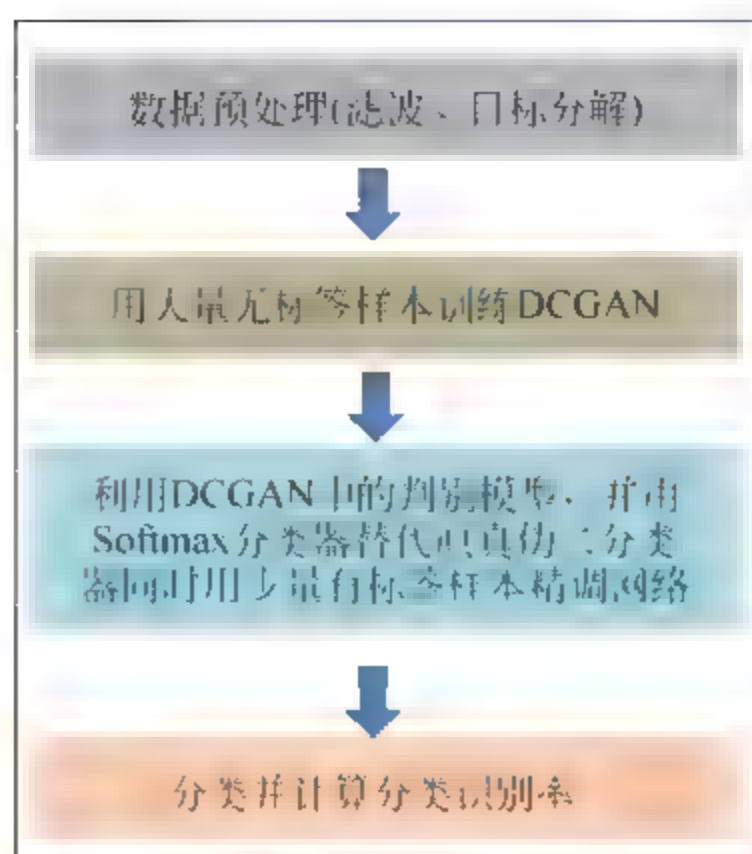 数据预处理(滤波、目标分解)
用大量无标签样本训练DCGAN
利用DCGAN中的判别模型、并由
Softmax分类器替代原真伪二分类
器同时用少量有标签样本精调网络
分类并计算分类识别率